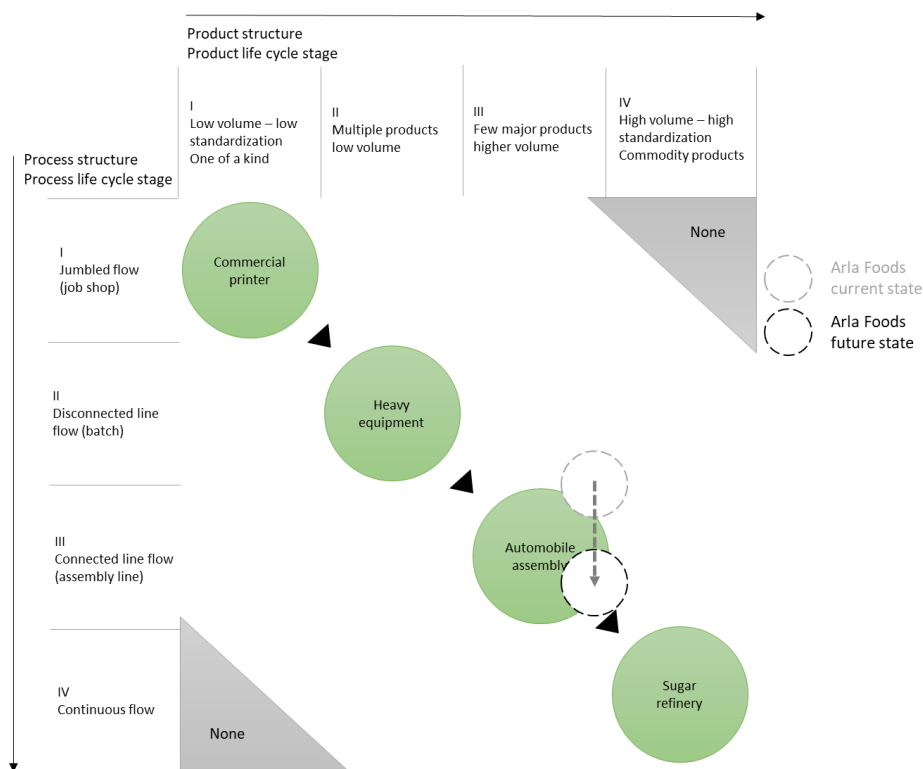 Product structure
Product life cycle stage
I
Low volume – low
standardization
One of a kind
II
Multiple products
low volume
III
Few major products
higher volume
IV
High volume – high
standardization
Commodity products
Process structure
Process life cycle stage
I
Jumbled flow
(job shop)
Commercial
printer
None
Arla Foods
current state
Arla Foods
future state
II
Disconnected line
flow (batch)
Heavy
equipment
III
Connected line flow
(assembly line)
Automobile
assembly
IV
Continuous flow
None
Sugar
refinery